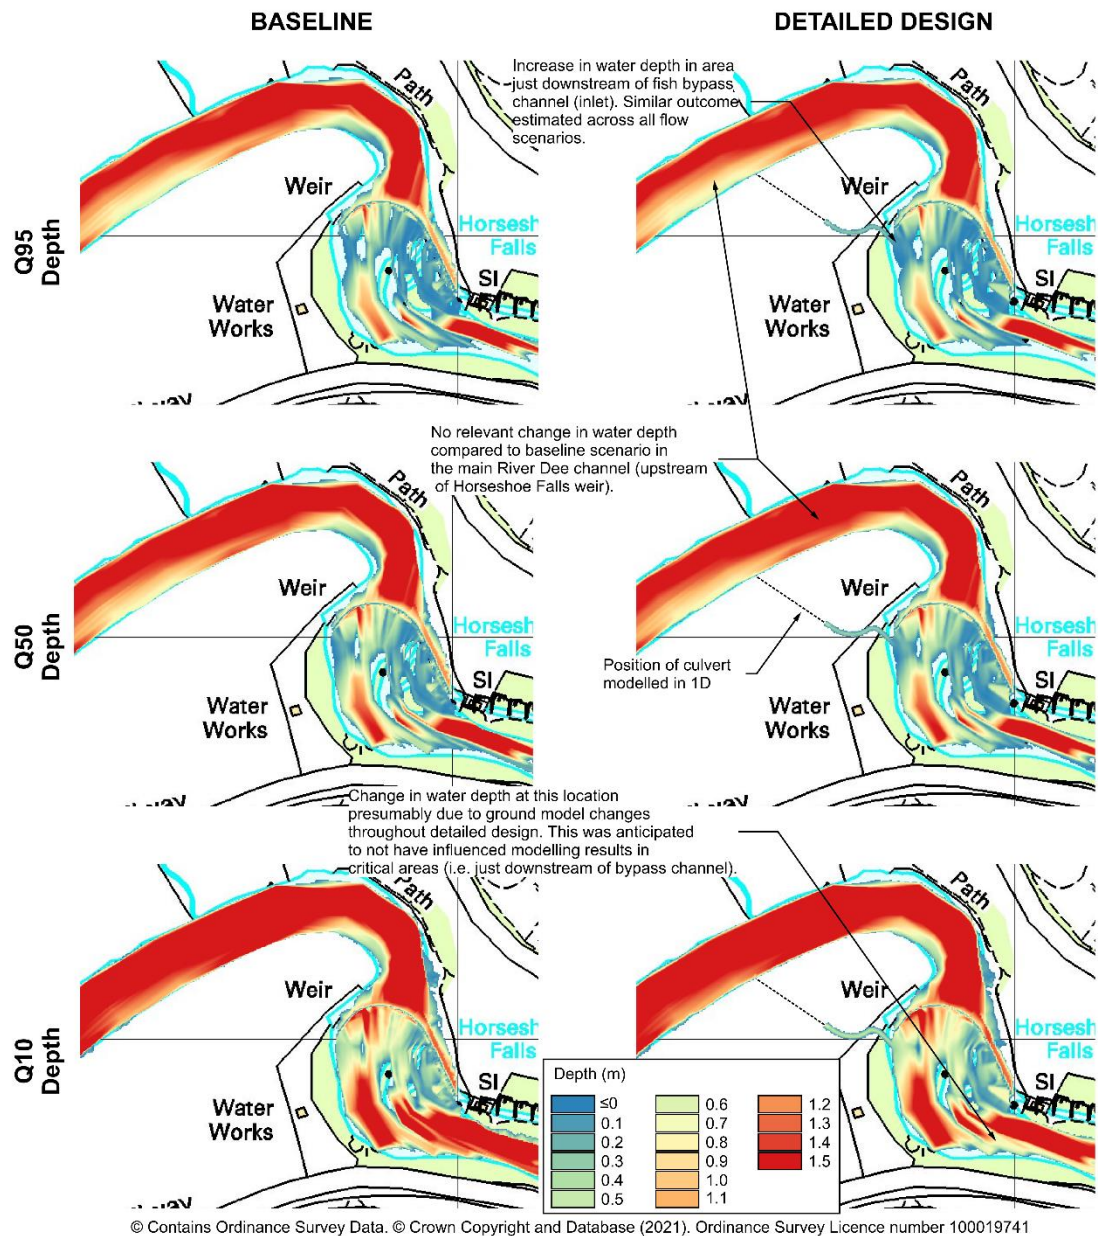 BASELINE
DETAILED DESIGN
Q95
Depth
Path
Weir
Horsesh
Falls
SI
Water
Works
Increase in water depth in area
just downstream of fish bypass
channel (inlet). Similar outcome
estimated across all flow
scenarios.
Path
Weir
Horsesh
Falls
SI
Water
Works
No relevant change in water depth
compared to baseline scenario in
the main River Dee channel (upstream
of Horseshoe Falls weir).
Q50
Depth
Path
Weir
Horsesh
Falls
SI
Water
Works
Path
Weir
Horsesh
Falls
SI
Water
Works
Position of culvert
modelled in 1D
Change in water depth at this location
presumably due to ground model changes
throughout detailed design. This was anticipated
to not have influenced modelling results in
critical areas (i.e. just downstream of bypass channel).
Q10
Depth
Path
Weir
Horsesh
Falls
SI
Water
Works
Path
Weir
Horsesh
Falls
SI
Depth (m)
≤0
0.1
0.2
0.3
0.4
0.5
0.6
0.7
0.8
0.9
1.0
1.1
1.2
1.3
1.4
1.5
© Contains Ordinance Survey Data. © Crown Copyright and Database (2021). Ordinance Survey Licence number 100019741